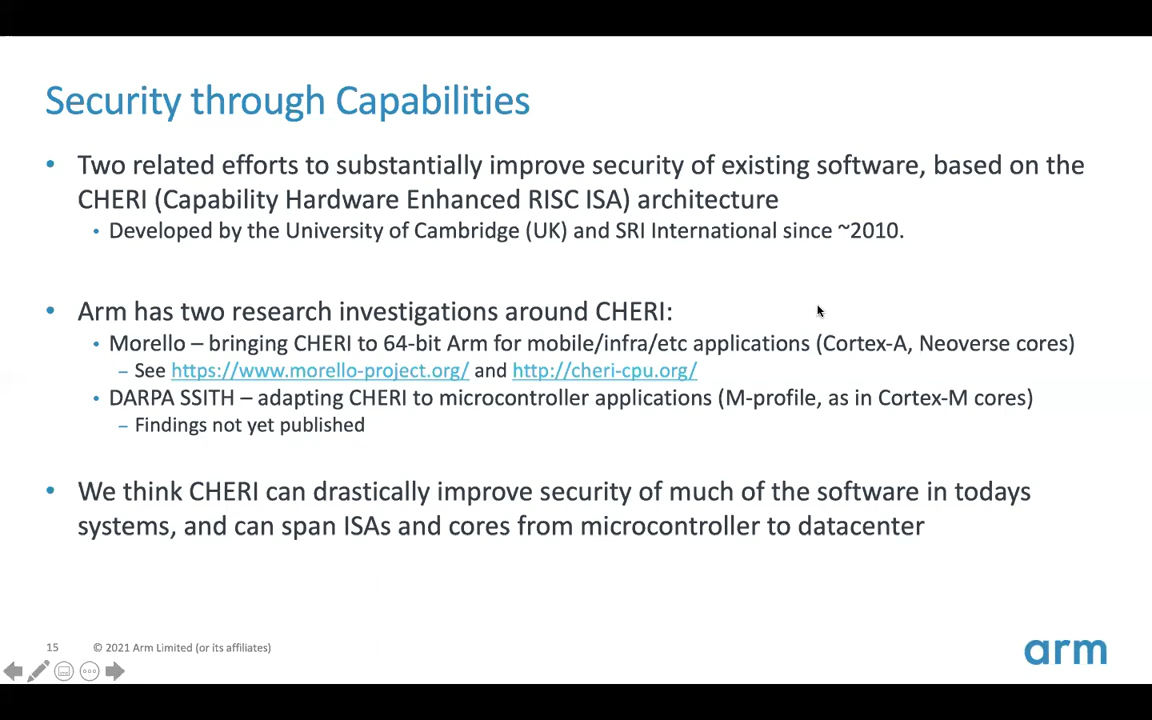 Security through Capabilities
• Two related efforts to substantially improve security of existing software, based on the
CHERI (Capability Hardware Enhanced RISC ISA) architecture
• Developed by the University of Cambridge (UK) and SRI International since ~2010.
• Arm has two research investigations around CHERI:
• Morello – bringing CHERI to 64-bit Arm for mobile/infra/etc applications (Cortex-A, Neoverse cores)
– See https://www.morello-project.org/ and http://cheri-cpu.org/
• DARPA SSITH – adapting CHERI to microcontroller applications (M-profile, as in Cortex-M cores)
– Findings not yet published
• We think CHERI can drastically improve security of much of the software in todays
systems, and can span ISAs and cores from microcontroller to datacenter
15 © 2021 Arm Limited (or its affiliates)
arm